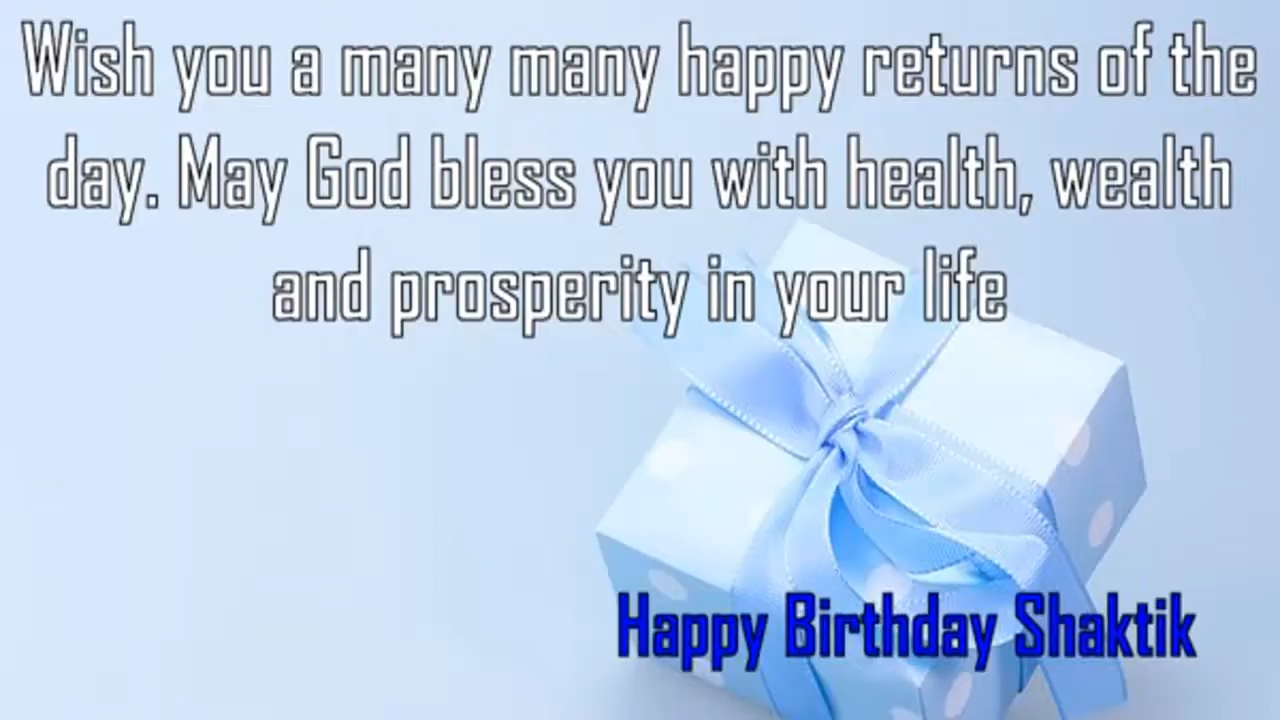 Wish you a many many happy returns of the
day. May God bless you with health, wealth
and prosperity in your life
Happy Birthday Shaktik